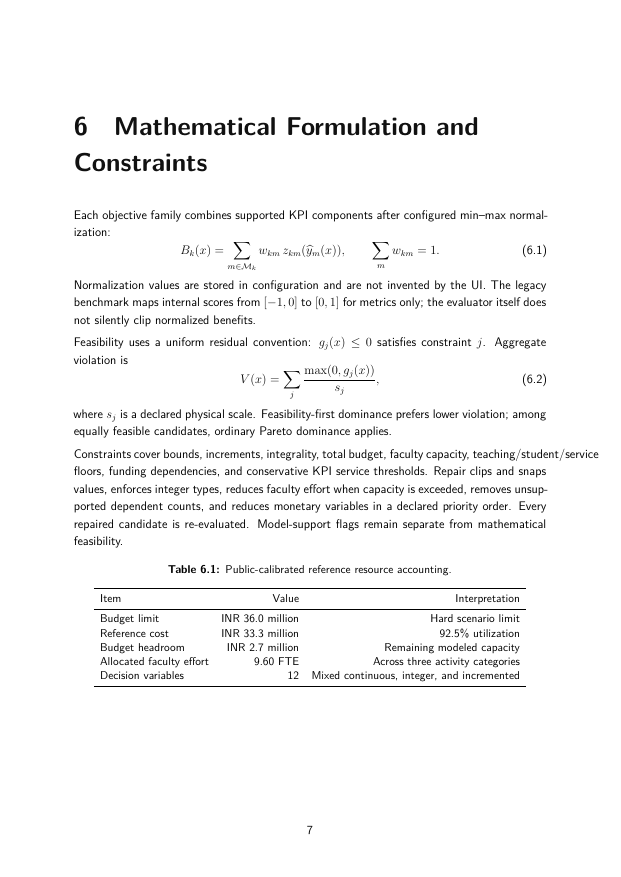 6 Mathematical Formulation and
Constraints
Each objective family combines supported KPI components after configured min–max normal-
ization:
B_k(x) = ∑_{m∈M_k} w_{km} z_{km}(ŷ_m(x)), ∑_m w_{km} = 1. (6.1)
Normalization values are stored in configuration and are not invented by the UI. The legacy
benchmark maps internal scores from [−1, 0] to [0, 1] for metrics only; the evaluator itself does
not silently clip normalized benefits.
Feasibility uses a uniform residual convention: g_j(x) ≤ 0 satisfies constraint j. Aggregate
violation is
V(x) = ∑_j max(0, g_j(x)) / s_j, (6.2)
where s_j is a declared physical scale. Feasibility-first dominance prefers lower violation; among
equally feasible candidates, ordinary Pareto dominance applies.
Constraints cover bounds, increments, integrality, total budget, faculty capacity, teaching/student/service
floors, funding dependencies, and conservative KPI service thresholds. Repair clips and snaps
values, enforces integer types, reduces faculty effort when capacity is exceeded, removes unsup-
ported dependent counts, and reduces monetary variables in a declared priority order. Every
repaired candidate is re-evaluated. Model-support flags remain separate from mathematical
feasibility.
Table 6.1: Public-calibrated reference resource accounting.
Item Value Interpretation
Budget limit INR 36.0 million Hard scenario limit
Reference cost INR 33.3 million 92.5% utilization
Budget headroom INR 2.7 million Remaining modeled capacity
Allocated faculty effort 9.60 FTE Across three activity categories
Decision variables 12 Mixed continuous, integer, and incremented
7